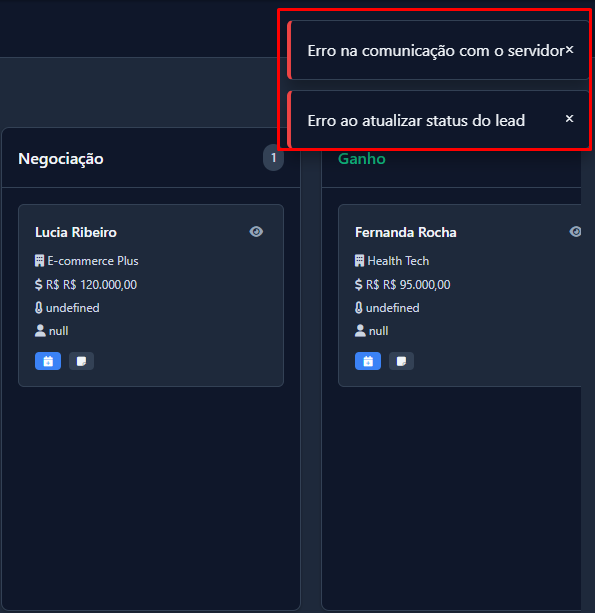 Erro na comunicação com o servidor×
Erro ao atualizar status do lead ×
Negociação 1
Lucia Ribeiro
E-commerce Plus
$ R$ R$ 120.000,00
undefined
null
Ganho
Fernanda Rocha
Health Tech
$ R$ R$ 95.000,00
undefined
null